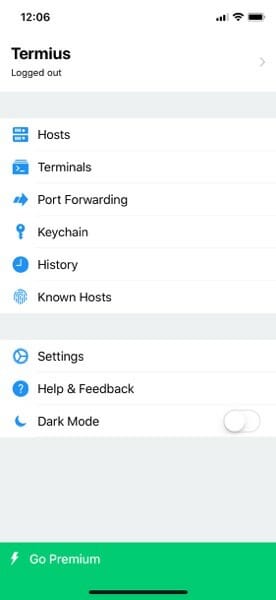 12:06
Termius
Logged out
Hosts
Terminals
Port Forwarding
Keychain
History
Known Hosts
Settings
Help & Feedback
Dark Mode
Go Premium